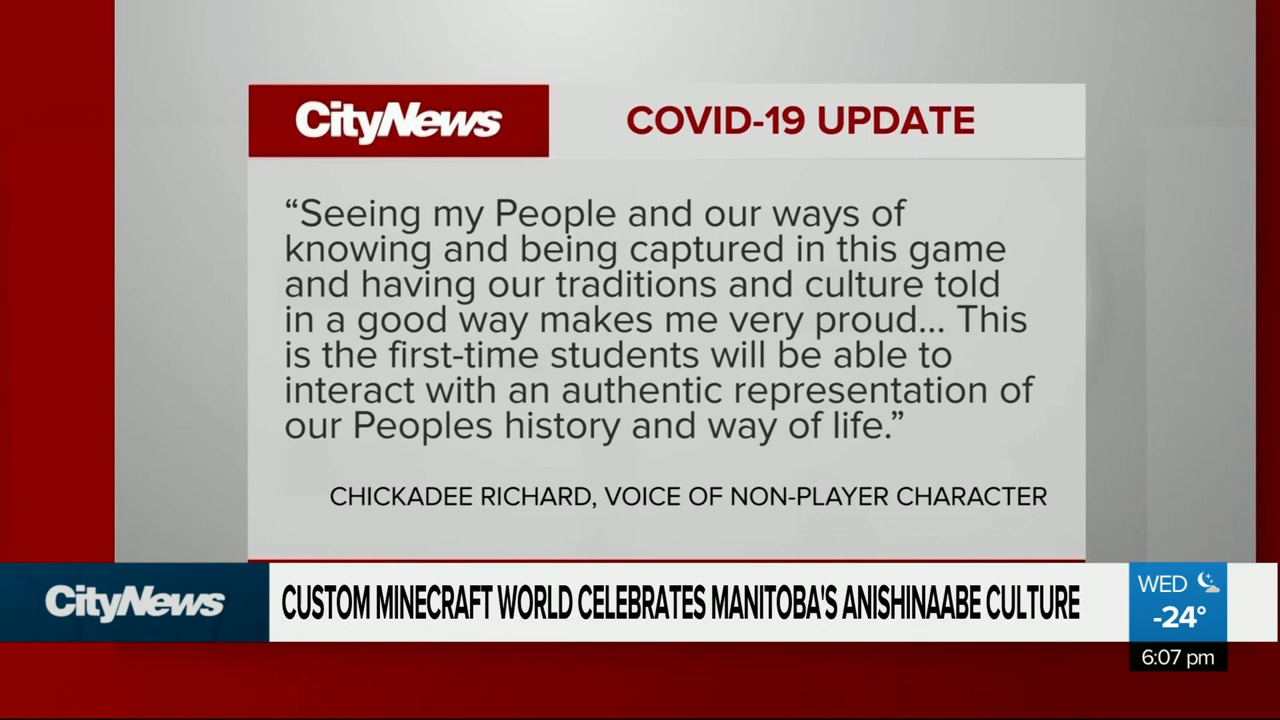 CityNews
COVID-19 UPDATE
“Seeing my People and our ways of
knowing and being captured in this game
and having our traditions and culture told
in a good way makes me very proud... This
is the first-time students will be able to
interact with an authentic representation of
our Peoples history and way of life.”
CHICKADEE RICHARD, VOICE OF NON-PLAYER CHARACTER
CityNews
CUSTOM MINECRAFT WORLD CELEBRATES MANITOBA'S ANISHINAABE CULTURE
WED
-24°
6:07 pm